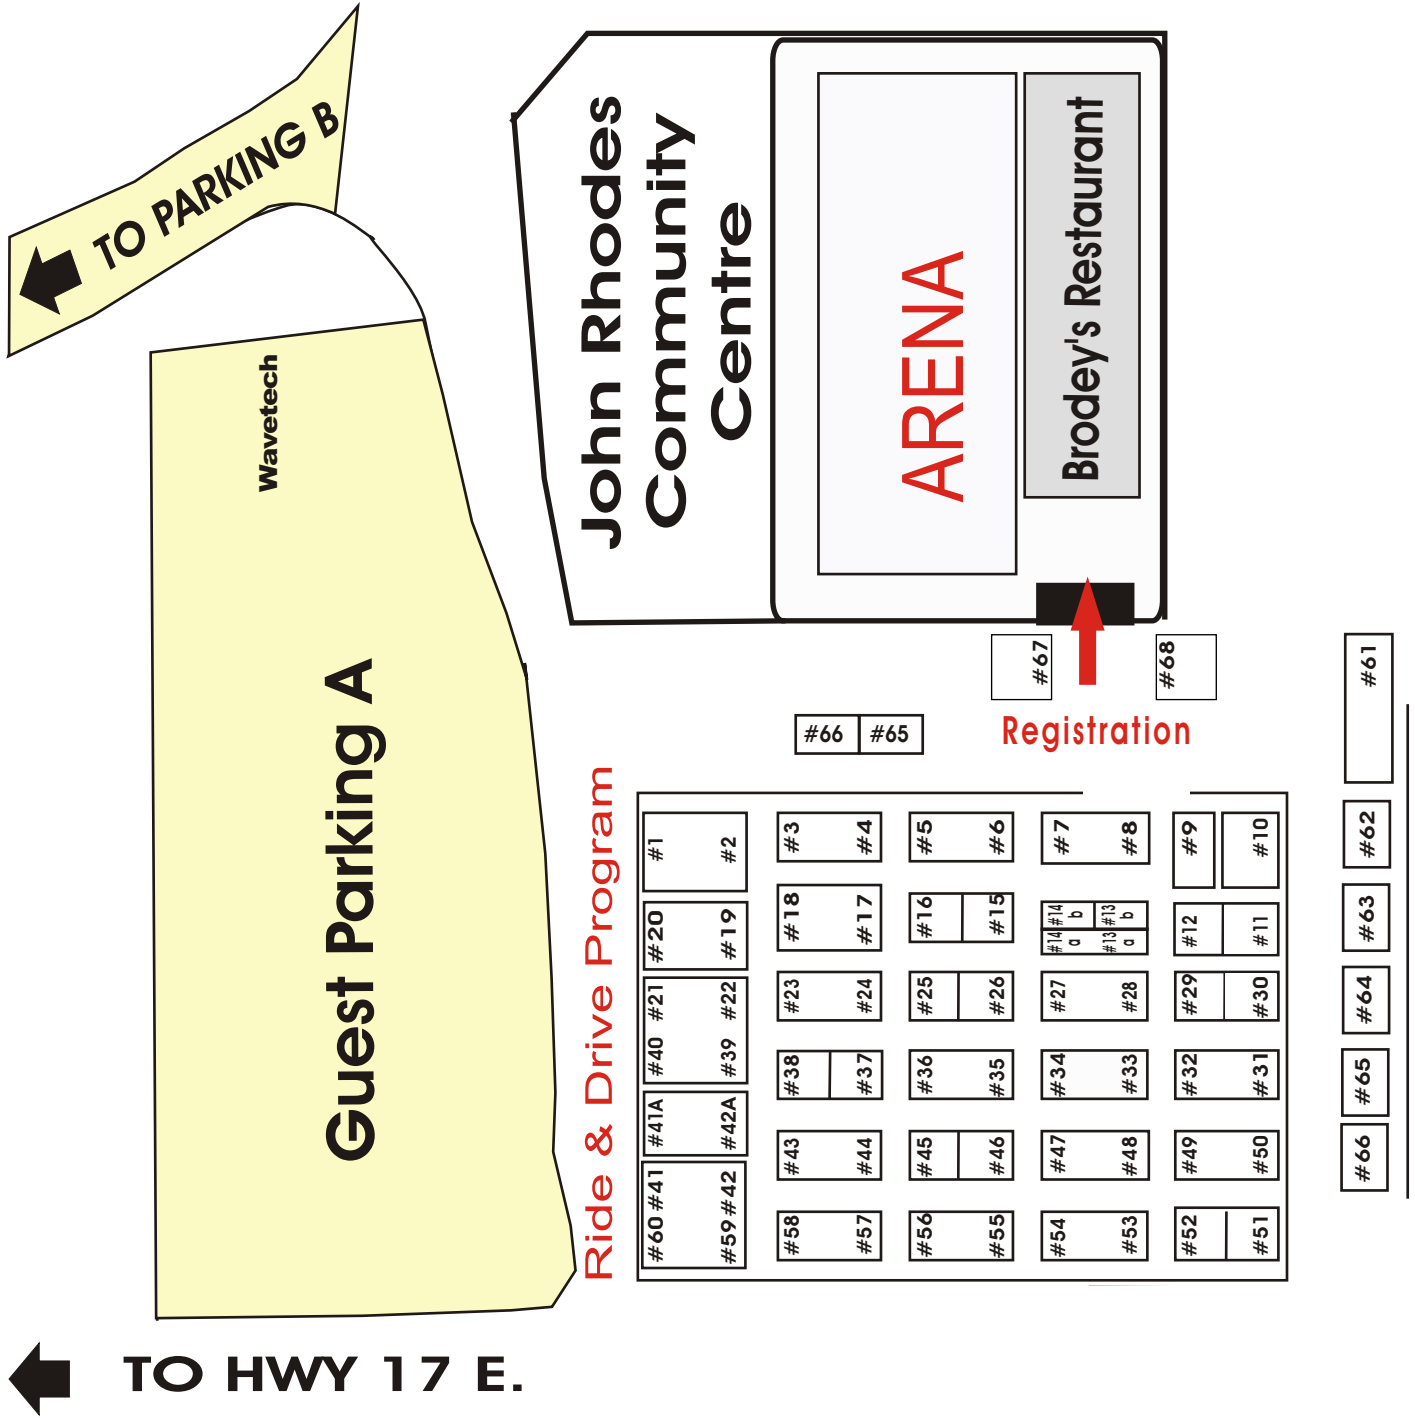 TO PARKING B
Wavetech
Guest Parking A
John Rhodes
Community
Centre
ARENA
Brodey's Restaurant
#67
#68
Registration
#66 #65
#61
#62
#63
#64
#65
#66
Ride & Drive Program
#1 #2 #3 #4 #5 #6 #7 #8 #9 #10
#20 #19 #18 #17 #16 #15
#14 b #13 b
#14 a #13 a
#12 #11
#21 #22 #23 #24 #25 #26 #27 #28 #29 #30
#40 #39 #38 #37 #36 #35 #34 #33 #32 #31
#41A #42A #43 #44 #45 #46 #47 #48 #49 #50
#41 #42
#60 #59 #58 #57 #56 #55 #54 #53 #52 #51
TO HWY 17 E.